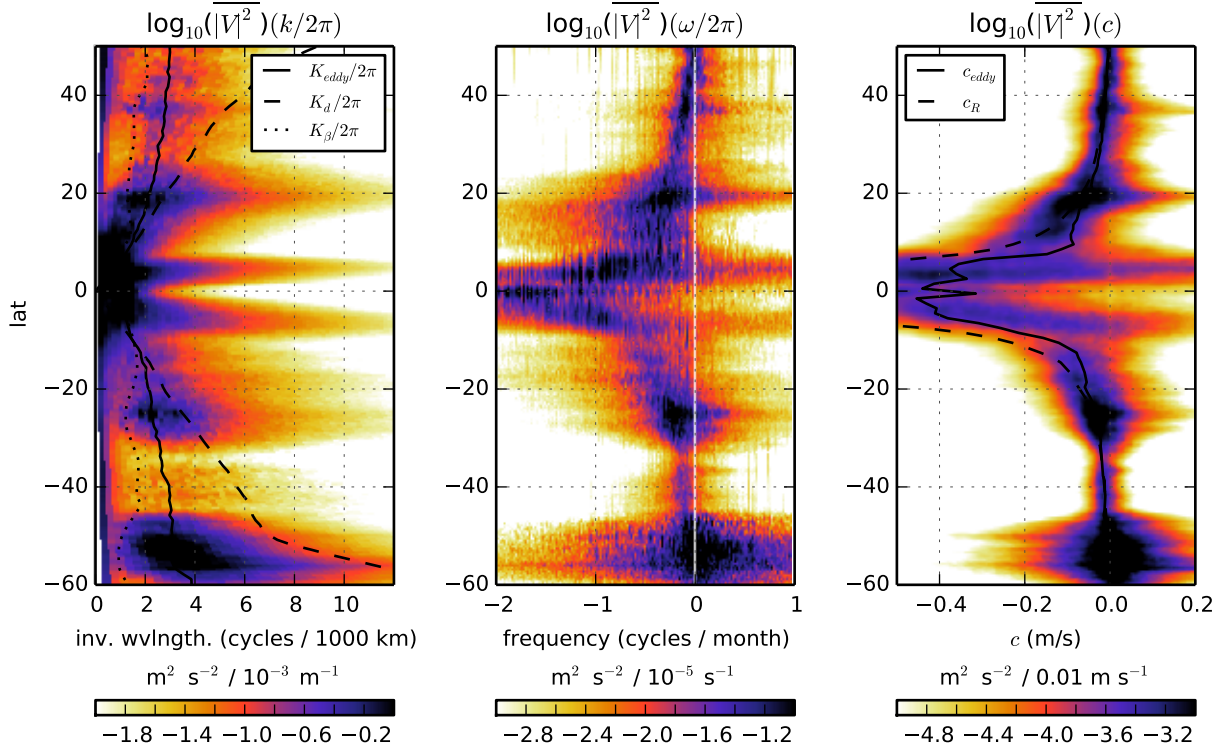 log₁₀(|V|²)(k/2π)
log₁₀(|V|²)(ω/2π)
log₁₀(|V|²)(c)
K_eddy/2π
K_d/2π
K_β/2π
c_eddy
c_R
lat
40
20
0
−20
−40
−60
40
20
0
−20
−40
−60
40
20
0
−20
−40
−60
0 2 4 6 8 10
−2 −1 0 1
−0.4 −0.2 0.0 0.2
inv. wvlngth. (cycles / 1000 km)
frequency (cycles / month)
c (m/s)
m² s⁻² / 10⁻³ m⁻¹
m² s⁻² / 10⁻⁵ s⁻¹
m² s⁻² / 0.01 m s⁻¹
−1.8 −1.4 −1.0 −0.6 −0.2
−2.8 −2.4 −2.0 −1.6 −1.2
−4.8 −4.4 −4.0 −3.6 −3.2